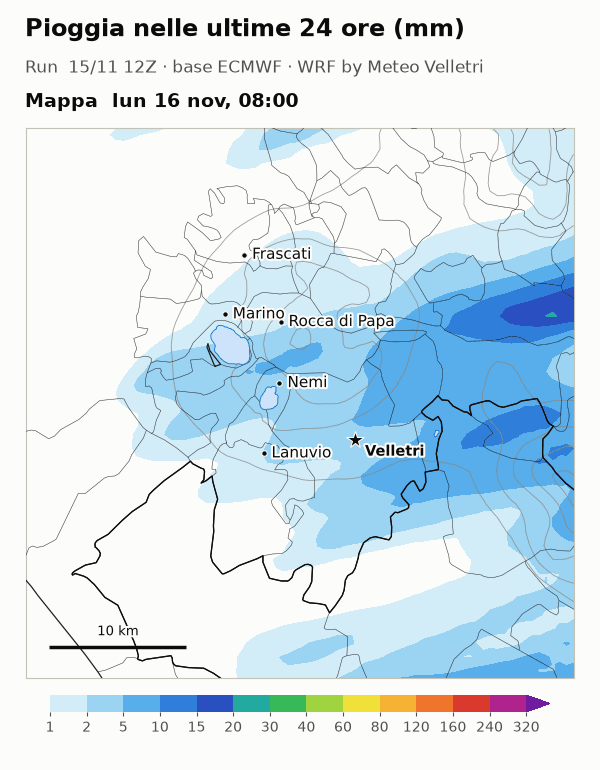 Pioggia nelle ultime 24 ore (mm)
Run 15/11 12Z · base ECMWF · WRF by Meteo Velletri
Mappa lun 16 nov, 08:00
Frascati
Marino
Rocca di Papa
Nemi
Velletri
Lanuvio
10 km
1 2 5 10 15 20 30 40 60 80 120 160 240 320